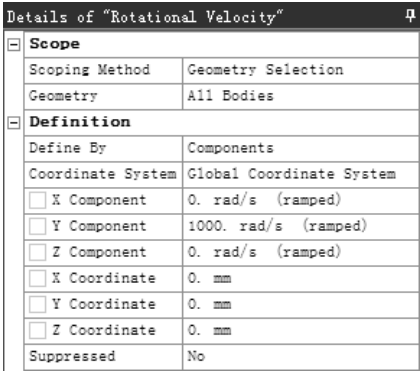 Details of "Rotational Velocity"
Scope
Scoping Method Geometry Selection
Geometry All Bodies
Definition
Define By Components
Coordinate System Global Coordinate System
X Component 0. rad/s (ramped)
Y Component 1000. rad/s (ramped)
Z Component 0. rad/s (ramped)
X Coordinate 0. mm
Y Coordinate 0. mm
Z Coordinate 0. mm
Suppressed No